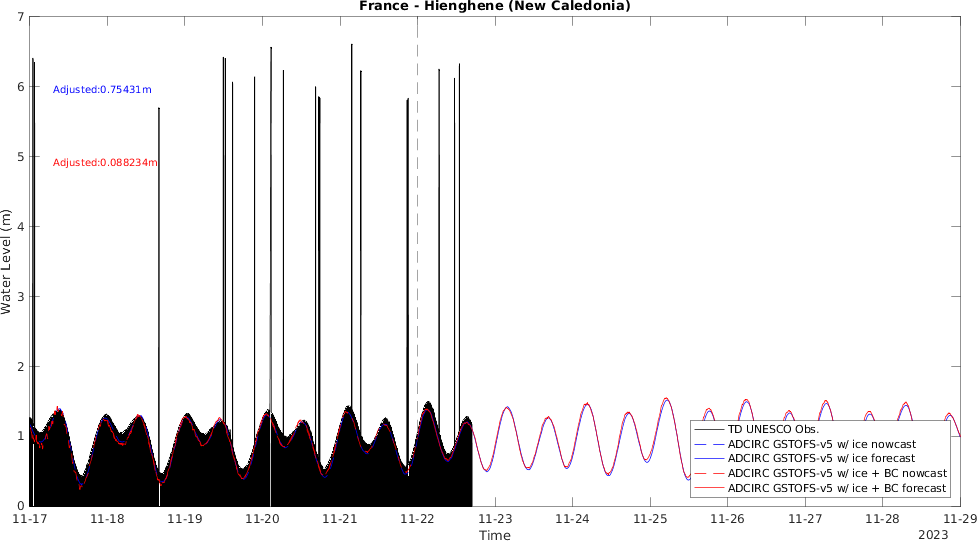 France - Hienghene (New Caledonia)
7
6
5
4
3
2
1
0
Water Level (m)
Adjusted:0.75431m
Adjusted:0.088234m
TD UNESCO Obs.
ADCIRC GSTOFS-v5 w/ ice nowcast
ADCIRC GSTOFS-v5 w/ ice forecast
ADCIRC GSTOFS-v5 w/ ice + BC nowcast
ADCIRC GSTOFS-v5 w/ ice + BC forecast
11-17 11-18 11-19 11-20 11-21 11-22 11-23 11-24 11-25 11-26 11-27 11-28 11-29
Time
2023